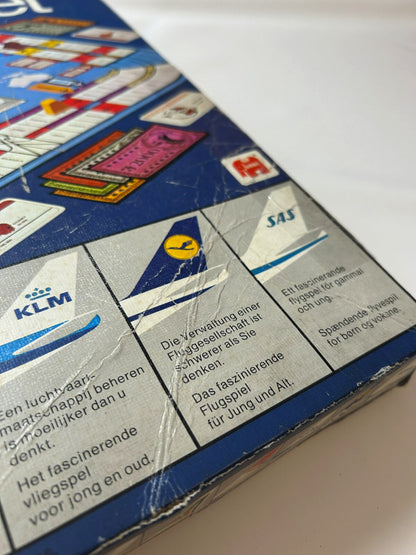 KLM
Een luchtvaart-
maatschappij beheren
is moeilijker dan u
denkt.
Het fascinerende
vliegspel
voor jong en oud.
Die Verwaltung einer
Fluggesellschaft ist
schwerer als Sie
denken.
Das faszinierende
Flugspiel
für Jung und Alt.
SAS
Ett fascinerande
flygspel för gammal
och ung.
Spændende flyvespil
for børn og voksne.